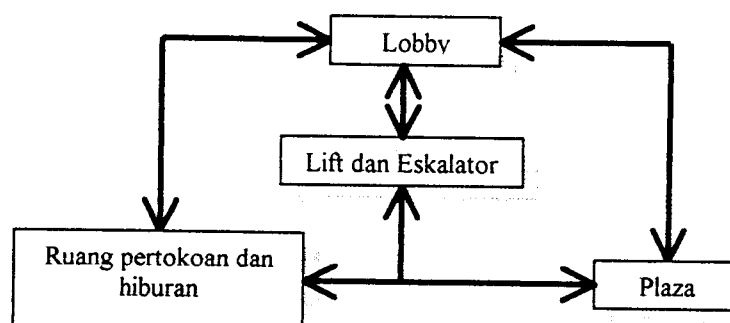 Lobby
Lift dan Eskalator
Ruang pertokoan dan
hiburan
Plaza